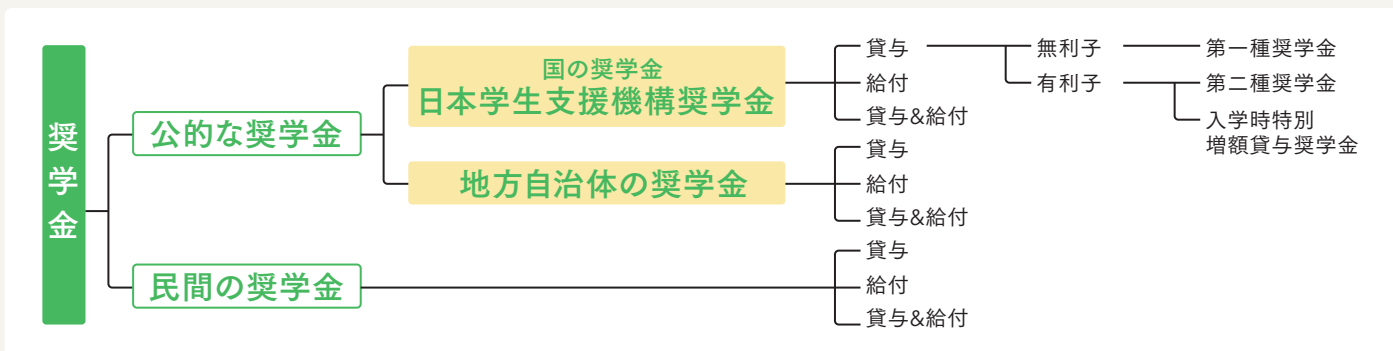 奨学金
公的な奨学金
国の奨学金
日本学生支援機構奨学金
貸与
無利子
第一種奨学金
有利子
第二種奨学金
入学時特別
増額貸与奨学金
給付
貸与&給付
地方自治体の奨学金
貸与
給付
貸与&給付
民間の奨学金
貸与
給付
貸与&給付